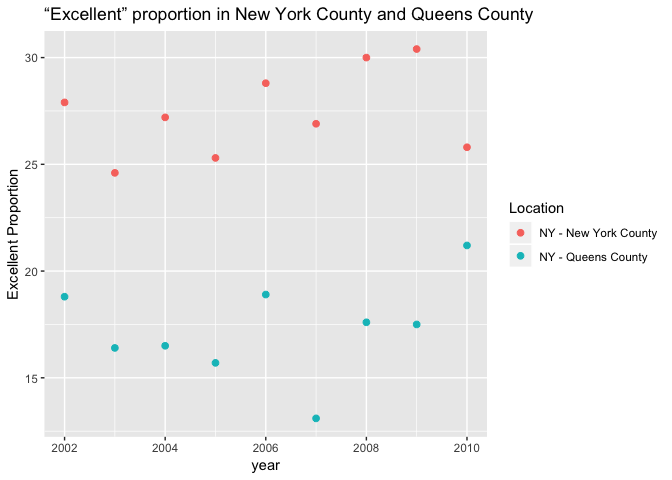 “Excellent” proportion in New York County and Queens County
30
25
20
15
Excellent Proportion
2002 2004 2006 2008 2010
year
Location
NY - New York County
NY - Queens County